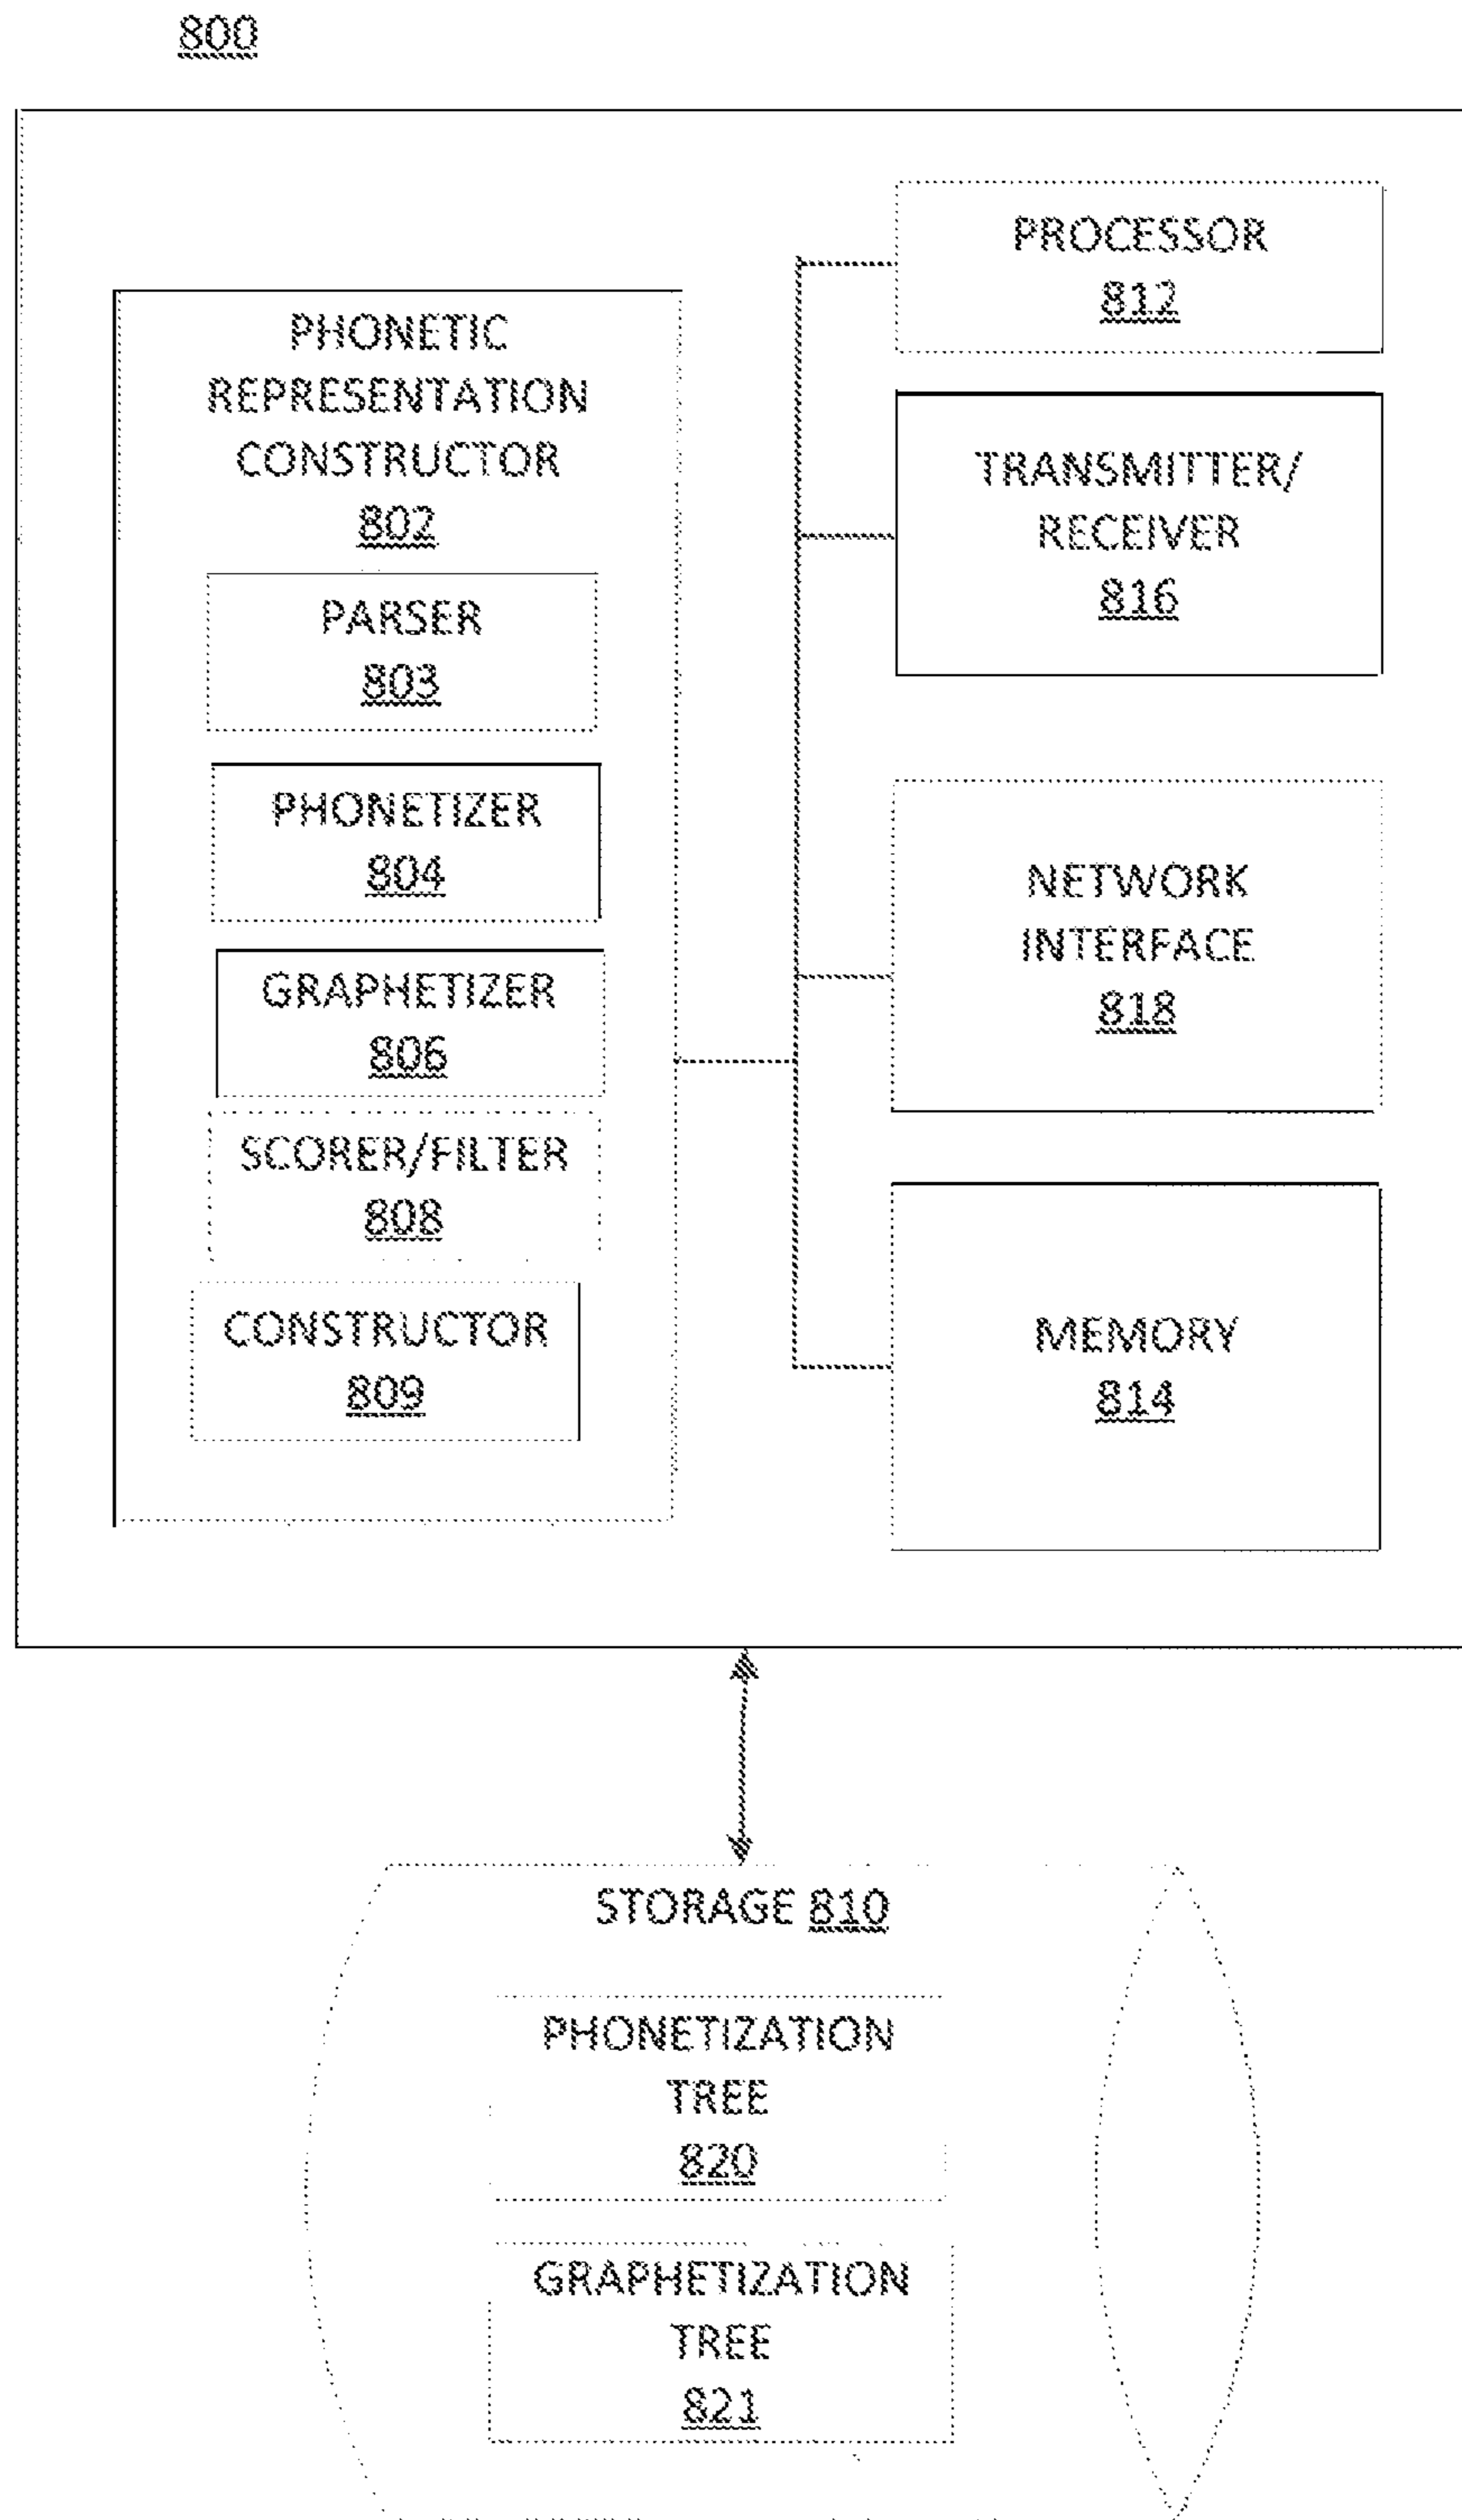 800
PHONETIC
REPRESENTATION
CONSTRUCTOR
802
PARSER
803
PHONETIZER
804
GRAPHETIZER
806
SCORER/FILTER
808
CONSTRUCTOR
809
PROCESSOR
812
TRANSMITTER/
RECEIVER
816
NETWORK
INTERFACE
818
MEMORY
814
STORAGE 810
PHONETIZATION
TREE
820
GRAPHETIZATION
TREE
821